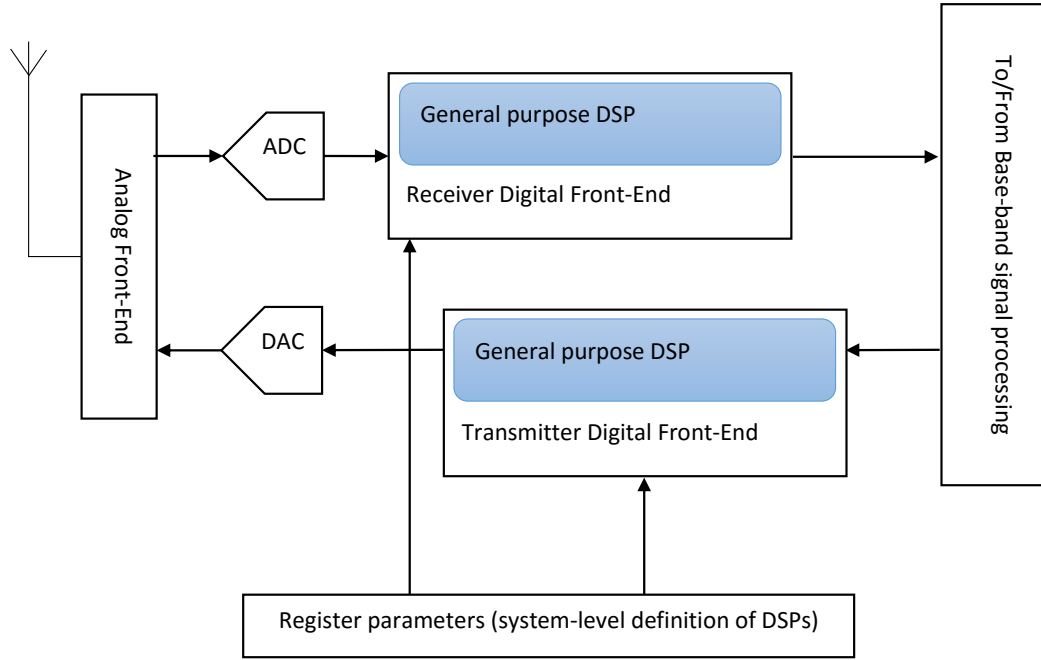 General purpose DSP
ADC
Receiver Digital Front-End
Analog Front-End
To/From Base-band signal processing
DAC
General purpose DSP
Transmitter Digital Front-End
Register parameters (system-level definition of DSPs)